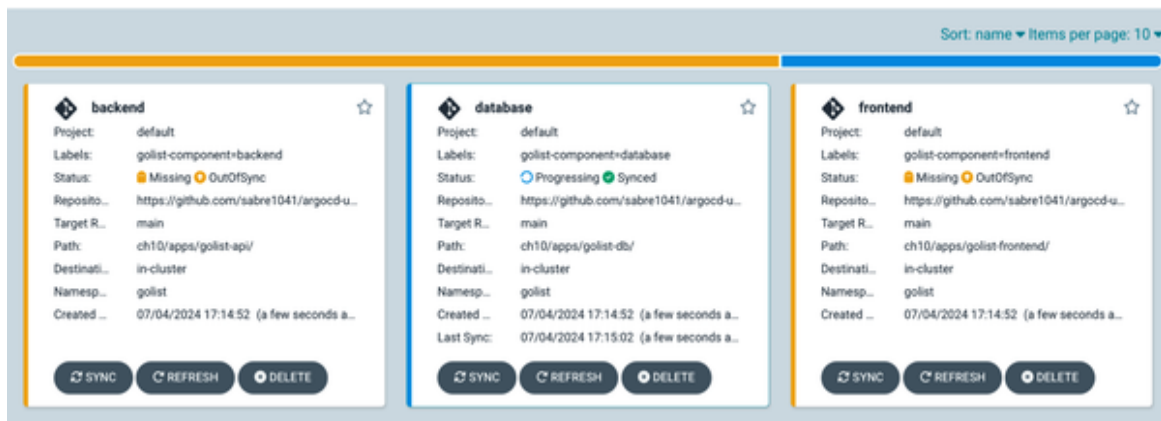 Sort: name Items per page: 10
backend
Project: default
Labels: golist-component=backend
Status: Missing OutOfSync
Reposito... https://github.com/sabre1041/argocd-u...
Target R... main
Path: ch10/apps/golist-api/
Destinati... in-cluster
Namesp... golist
Created ... 07/04/2024 17:14:52 (a few seconds a...
SYNC REFRESH DELETE
database
Project: default
Labels: golist-component=database
Status: Progressing Synced
Reposito... https://github.com/sabre1041/argocd-u...
Target R... main
Path: ch10/apps/golist-db/
Destinati... in-cluster
Namesp... golist
Created ... 07/04/2024 17:14:52 (a few seconds a...
Last Sync: 07/04/2024 17:15:02 (a few seconds a...
SYNC REFRESH DELETE
frontend
Project: default
Labels: golist-component=frontend
Status: Missing OutOfSync
Reposito... https://github.com/sabre1041/argocd-u...
Target R... main
Path: ch10/apps/golist-frontend/
Destinati... in-cluster
Namesp... golist
Created ... 07/04/2024 17:14:52 (a few seconds a...
SYNC REFRESH DELETE